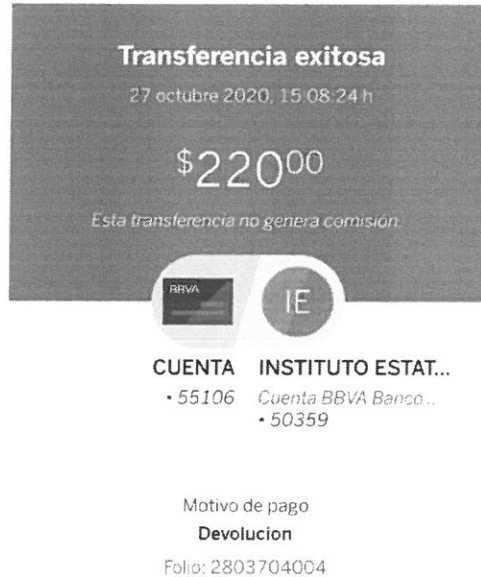 Transferencia exitosa
27 octubre 2020, 15:08:24 h
$220⁰⁰
Esta transferencia no genera comisión.
BBVA
IE
CUENTA INSTITUTO ESTAT...
• 55106 Cuenta BBVA Banco...
• 50359
Motivo de pago
Devolucion
Folio: 2803704004